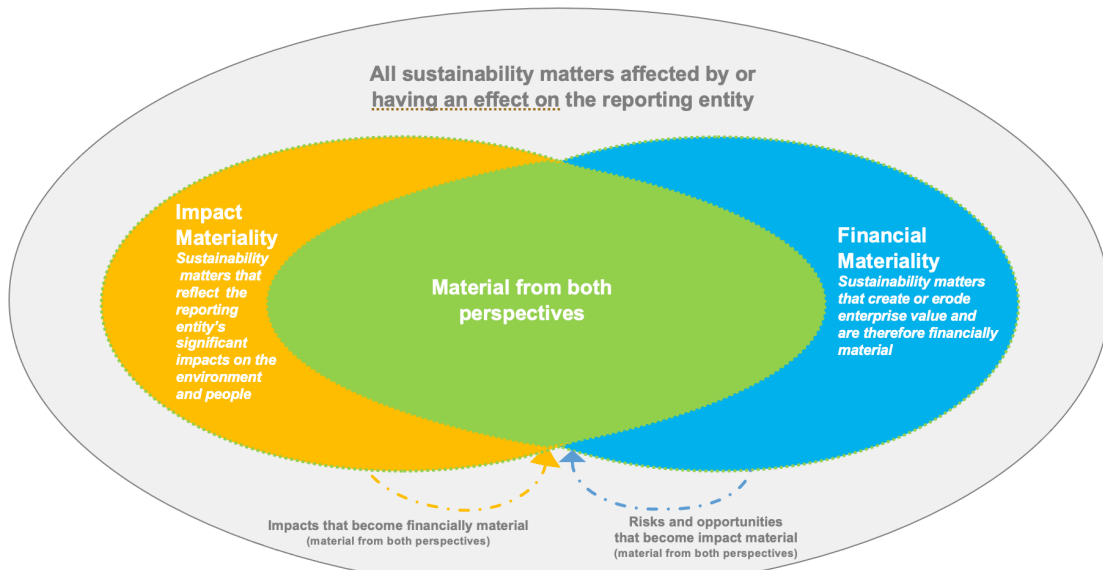 All sustainability matters affected by or
having an effect on the reporting entity
Impact
Materiality
Sustainability
matters that
reflect the
reporting
entity's
significant
impacts on the
environment
and people
Material from both
perspectives
Financial
Materiality
Sustainability matters
that create or erode
enterprise value and
are therefore financially
material
Impacts that become financially material
(material from both perspectives)
Risks and opportunities
that become impact material
(material from both perspectives)